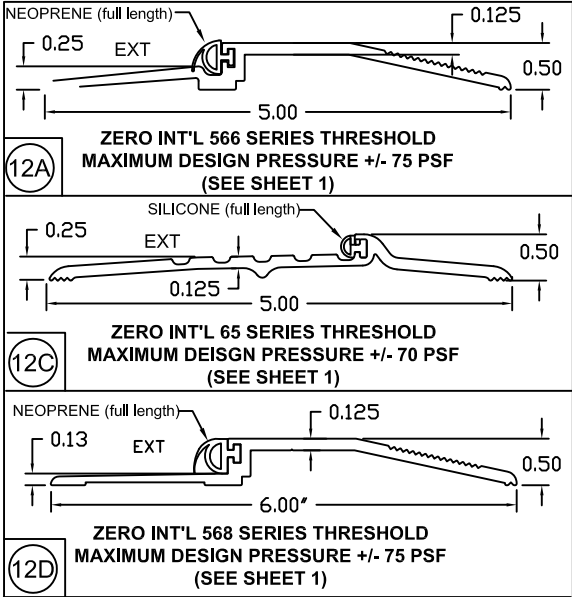 NEOPRENE (full length)
0.125
0.25
EXT
0.50
5.00
12A
ZERO INT'L 566 SERIES THRESHOLD
MAXIMUM DESIGN PRESSURE +/- 75 PSF
(SEE SHEET 1)
SILICONE (full length)
0.25
EXT
0.50
0.125
5.00
12C
ZERO INT'L 65 SERIES THRESHOLD
MAXIMUM DEISGN PRESSURE +/- 70 PSF
(SEE SHEET 1)
NEOPRENE (full length)
0.125
0.13
EXT
0.50
6.00"
12D
ZERO INT'L 568 SERIES THRESHOLD
MAXIMUM DESIGN PRESSURE +/- 75 PSF
(SEE SHEET 1)